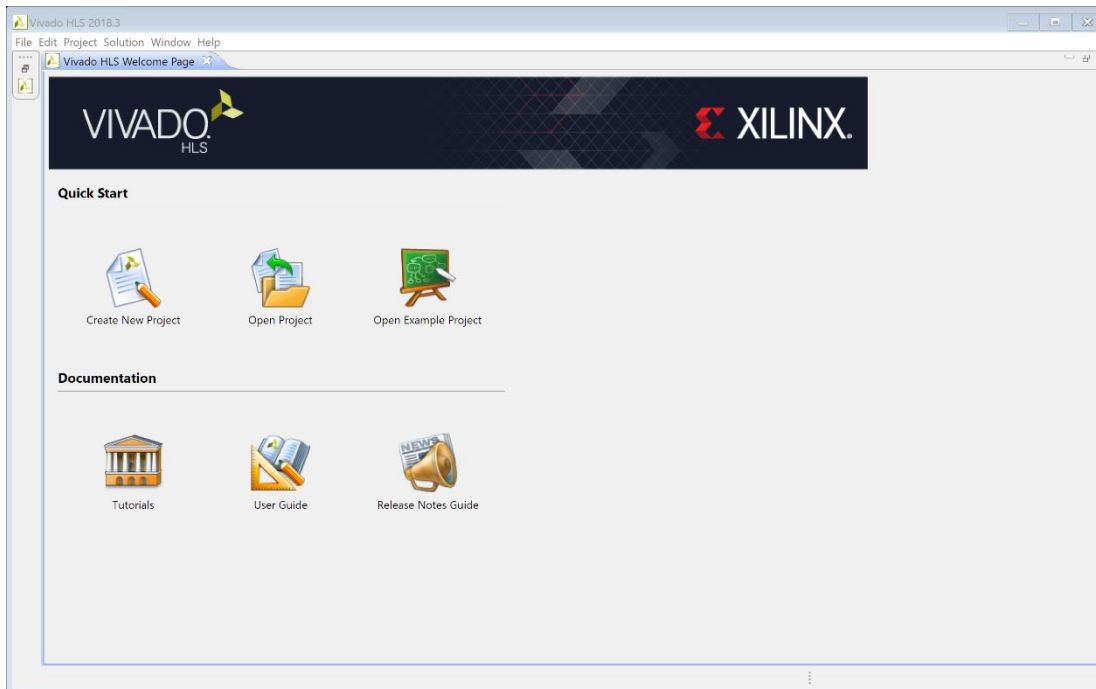 Vivado HLS 2018.3
File Edit Project Solution Window Help
Vivado HLS Welcome Page
VIVADO.
HLS
XILINX.
Quick Start
Create New Project
Open Project
Open Example Project
Documentation
NEWS
Tutorials
User Guide
Release Notes Guide